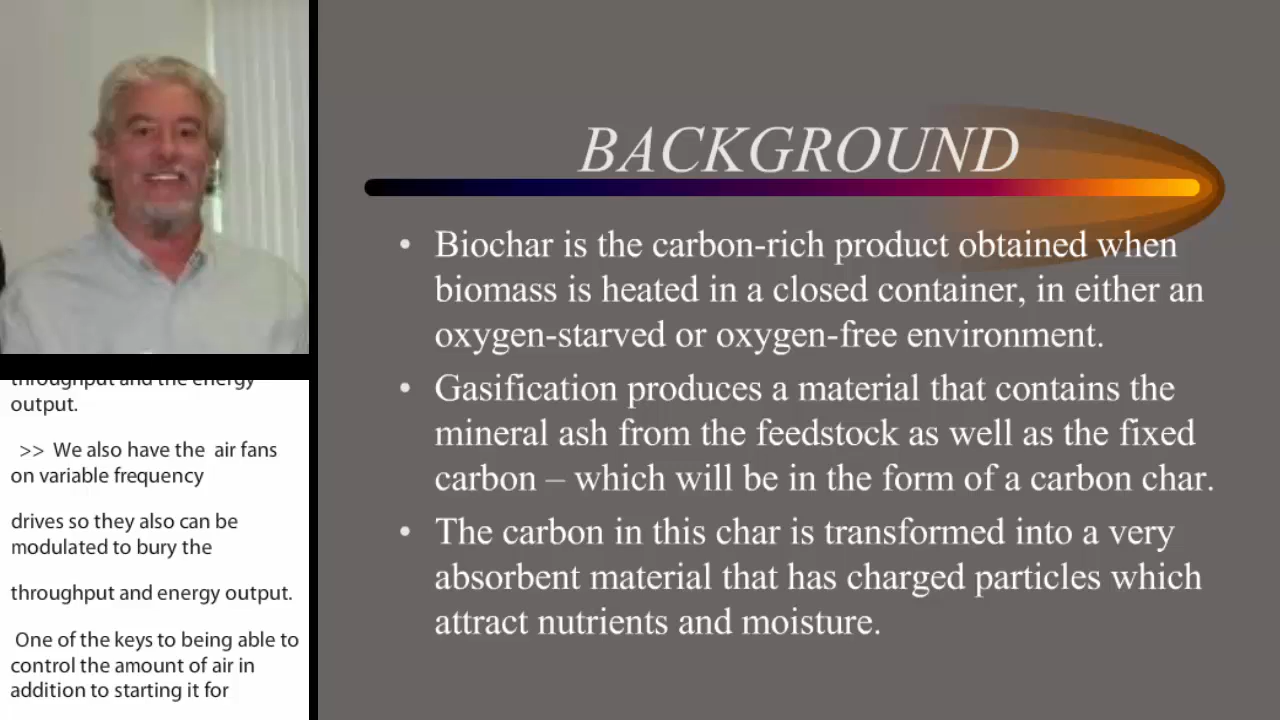 BACKGROUND
• Biochar is the carbon-rich product obtained when
biomass is heated in a closed container, in either an
oxygen-starved or oxygen-free environment.
• Gasification produces a material that contains the
mineral ash from the feedstock as well as the fixed
carbon – which will be in the form of a carbon char.
• The carbon in this char is transformed into a very
absorbent material that has charged particles which
attract nutrients and moisture.
throughput and the energy
output.
>> We also have the air fans
on variable frequency
drives so they also can be
modulated to bury the
throughput and energy output.
One of the keys to being able to
control the amount of air in
addition to starting it for